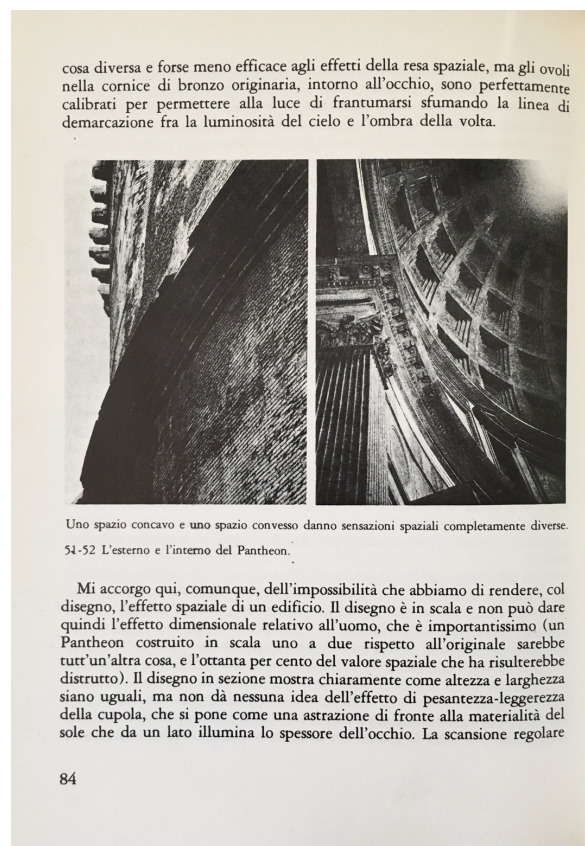 cosa diversa e forse meno efficace agli effetti della resa spaziale, ma gli ovoli
nella cornice di bronzo originaria, intorno all'occhio, sono perfettamente
calibrati per permettere alla luce di frantumarsi sfumando la linea di
demarcazione fra la luminosità del cielo e l'ombra della volta.
Uno spazio concavo e uno spazio convesso danno sensazioni spaziali completamente diverse.
51-52 L'esterno e l'interno del Pantheon.
Mi accorgo qui, comunque, dell'impossibilità che abbiamo di rendere, col
disegno, l'effetto spaziale di un edificio. Il disegno è in scala e non può dare
quindi l'effetto dimensionale relativo all'uomo, che è importantissimo (un
Pantheon costruito in scala uno a due rispetto all'originale sarebbe
tutt'un'altra cosa, e l'ottanta per cento del valore spaziale che ha risulterebbe
distrutto). Il disegno in sezione mostra chiaramente come altezza e larghezza
siano uguali, ma non dà nessuna idea dell'effetto di pesantezza-leggerezza
della cupola, che si pone come una astrazione di fronte alla materialità del
sole che da un lato illumina lo spessore dell'occhio. La scansione regolare
84